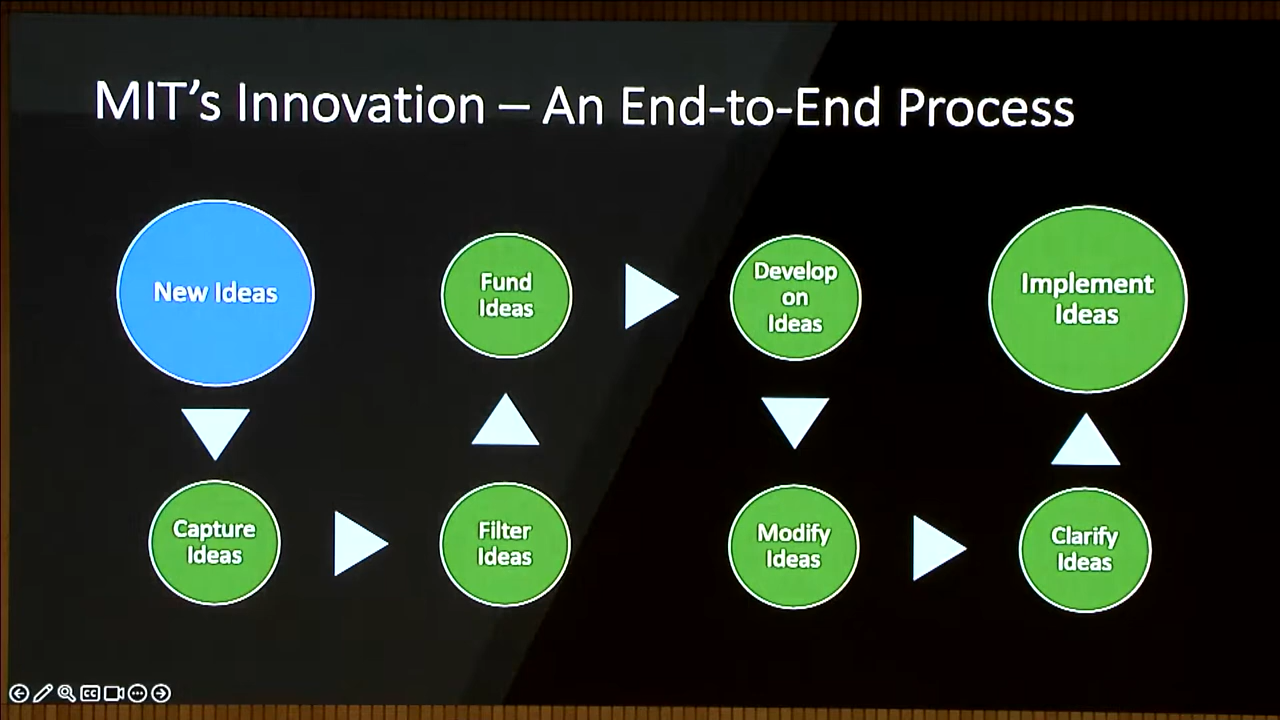 MIT's Innovation – An End-to-End Process
New Ideas
Capture
Ideas
Filter
Ideas
Fund
Ideas
Develop
on
Ideas
Modify
Ideas
Clarify
Ideas
Implement
Ideas
CC